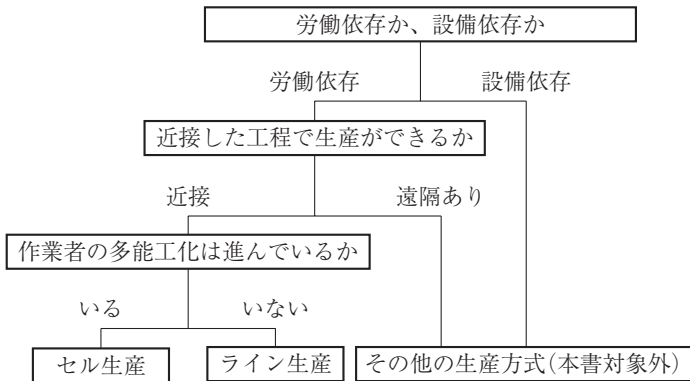 労働依存か、設備依存か
労働依存
設備依存
近接した工程で生産ができるか
近接
遠隔あり
作業者の多能工化は進んでいるか
いる
いない
セル生産
ライン生産
その他の生産方式(本書対象外)